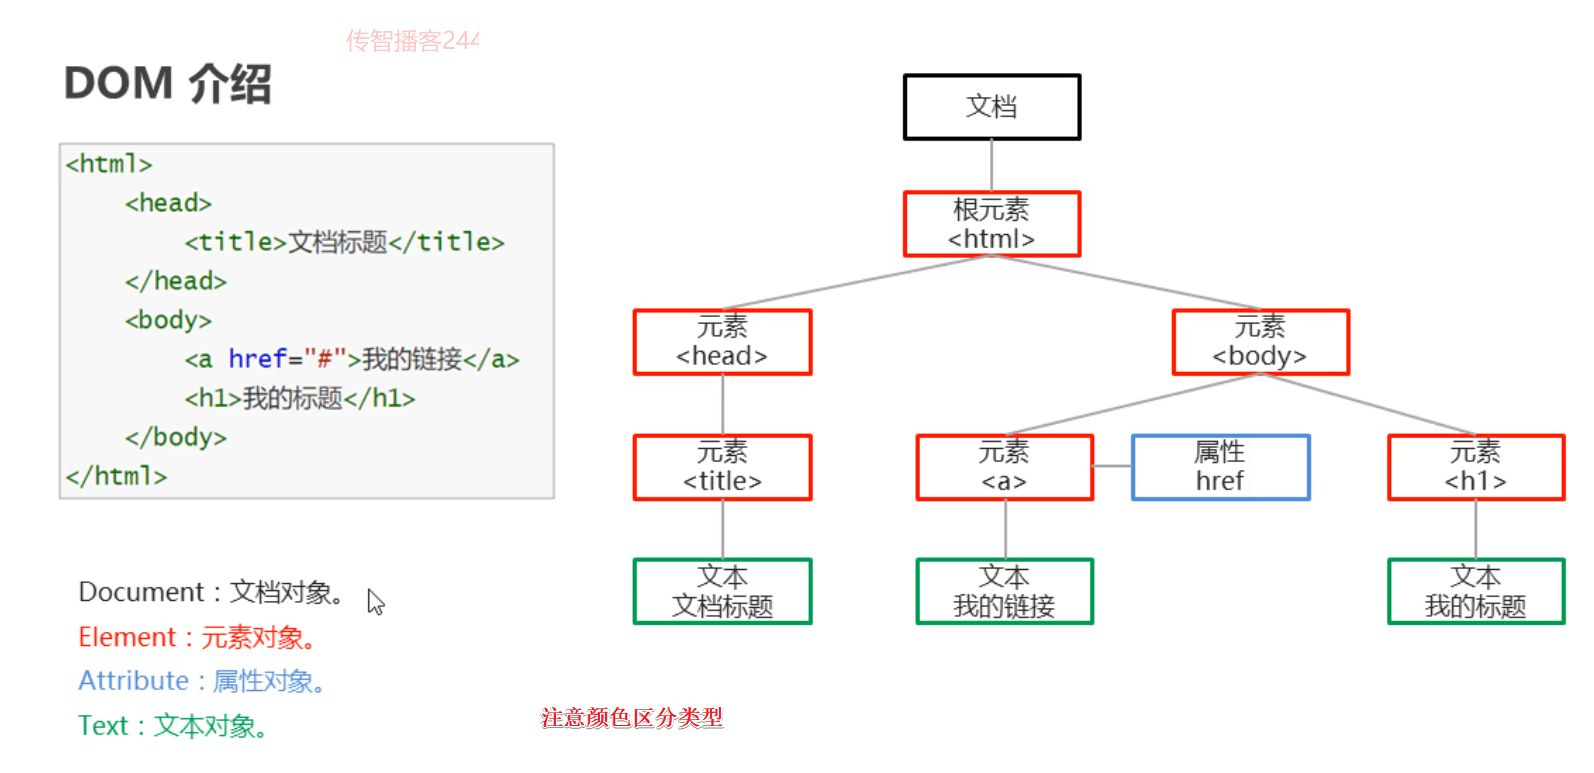 传智播客244
DOM 介绍
<html>
<head>
<title>文档标题</title>
</head>
<body>
<a href="#">我的链接</a>
<h1>我的标题</h1>
</body>
</html>
Document：文档对象。
Element：元素对象。
Attribute：属性对象。
Text：文本对象。
注意颜色区分类型
文档
根元素
<html>
元素
<head>
元素
<body>
元素
<title>
元素
<a>
属性
href
元素
<h1>
文本
文档标题
文本
我的链接
文本
我的标题